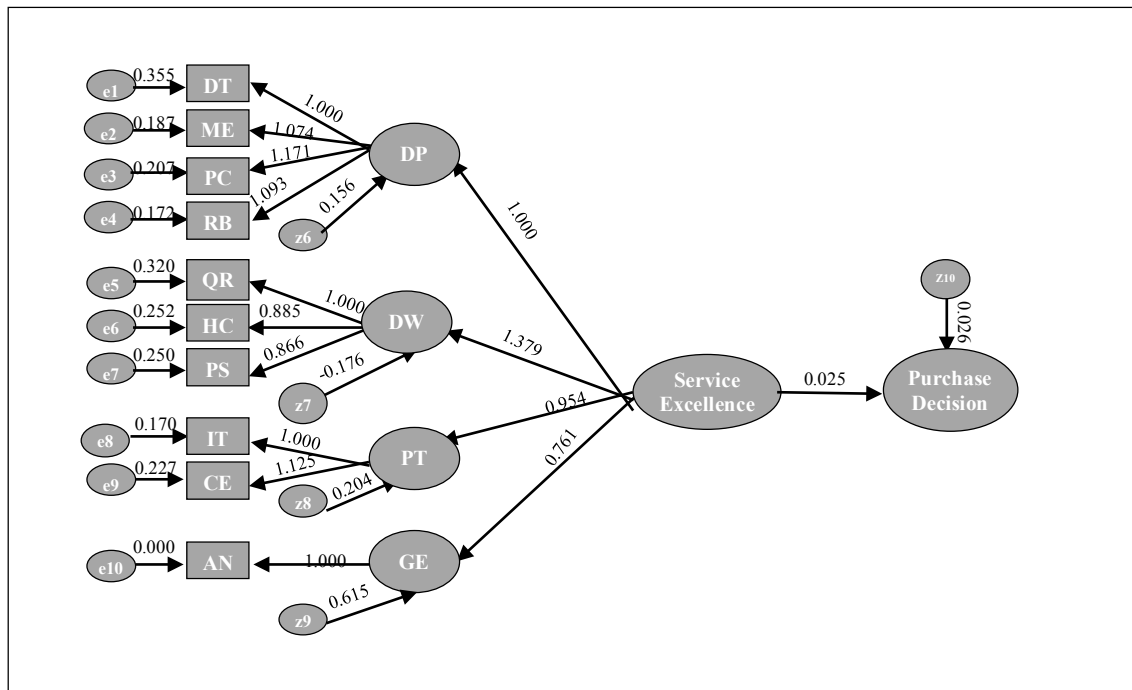 e1 0.355 DT
e2 0.187 ME
e3 0.207 PC
e4 0.172 RB
1.000
1.074
1.171
1.093
DP
z6 0.156
e5 0.320 QR
e6 0.252 HC
e7 0.250 PS
1.000
0.885
0.866
DW
z7 -0.176
e8 0.170 IT
e9 0.227 CE
1.000
1.125
PT
z8 0.204
e10 0.000 AN
1.000
GE
z9 0.615
1.000
1.379
0.954
0.761
Service
Excellence
0.025
Z10
0.026
Purchase
Decision